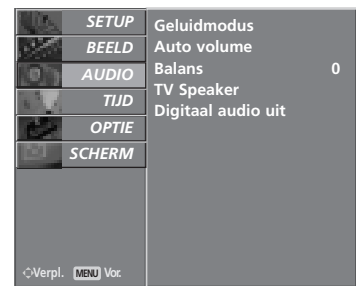 SETUP
BEELD
AUDIO
TIJD
OPTIE
SCHERM
Geluidmodus
Auto volume
Balans 0
TV Speaker
Digitaal audio uit
Verpl. MENU Vor.